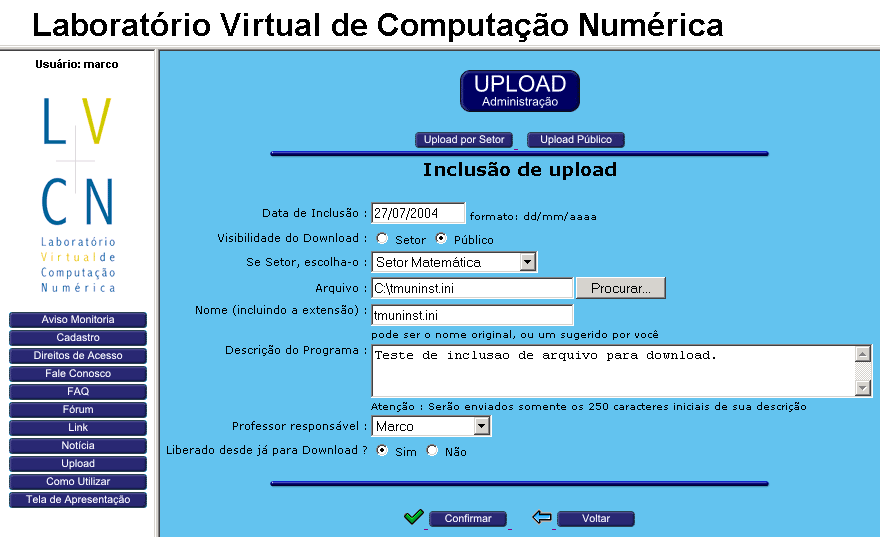 Laboratório Virtual de Computação Numérica
Usuário: marco
L V
C N
Laboratório
Virtual de
Computação
Numérica
Aviso Monitoria
Cadastro
Direitos de Acesso
Fale Conosco
FAQ
Fórum
Link
Notícia
Upload
Como Utilizar
Tela de Apresentação
UPLOAD
Administração
Upload por Setor Upload Público
Inclusão de upload
Data de Inclusão : 27/07/2004 formato: dd/mm/aaaa
Visibilidade do Download : Setor Público
Se Setor, escolha-o : Setor Matemática
Arquivo : C:\tmuninst.ini Procurar...
Nome (incluindo a extensão) : tmuninst.ini
pode ser o nome original, ou um sugerido por você
Descrição do Programa : Teste de inclusao de arquivo para download.
Atenção : Serão enviados somente os 250 caracteres iniciais de sua descrição
Professor responsável : Marco
Liberado desde já para Download ? Sim Não
Confirmar Voltar